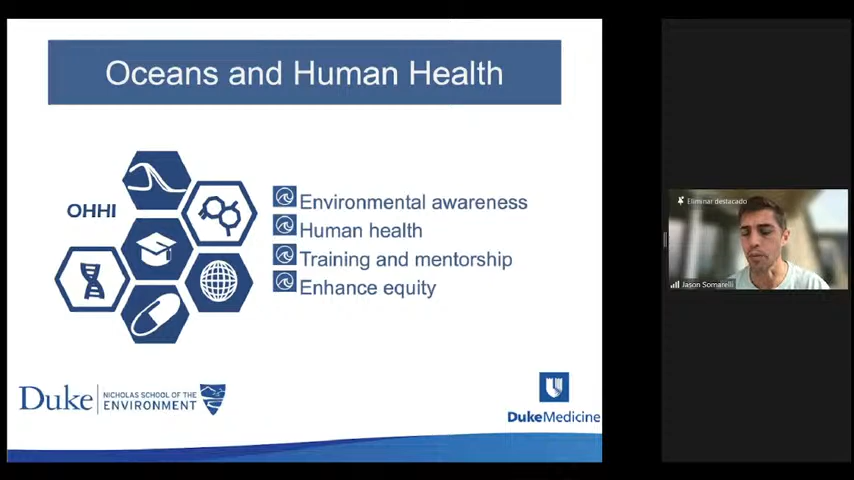 Oceans and Human Health
OHHI
Environmental awareness
Human health
Training and mentorship
Enhance equity
Duke
NICHOLAS SCHOOL OF THE
ENVIRONMENT
DukeMedicine
Eliminar destacado
Jason Somarelli